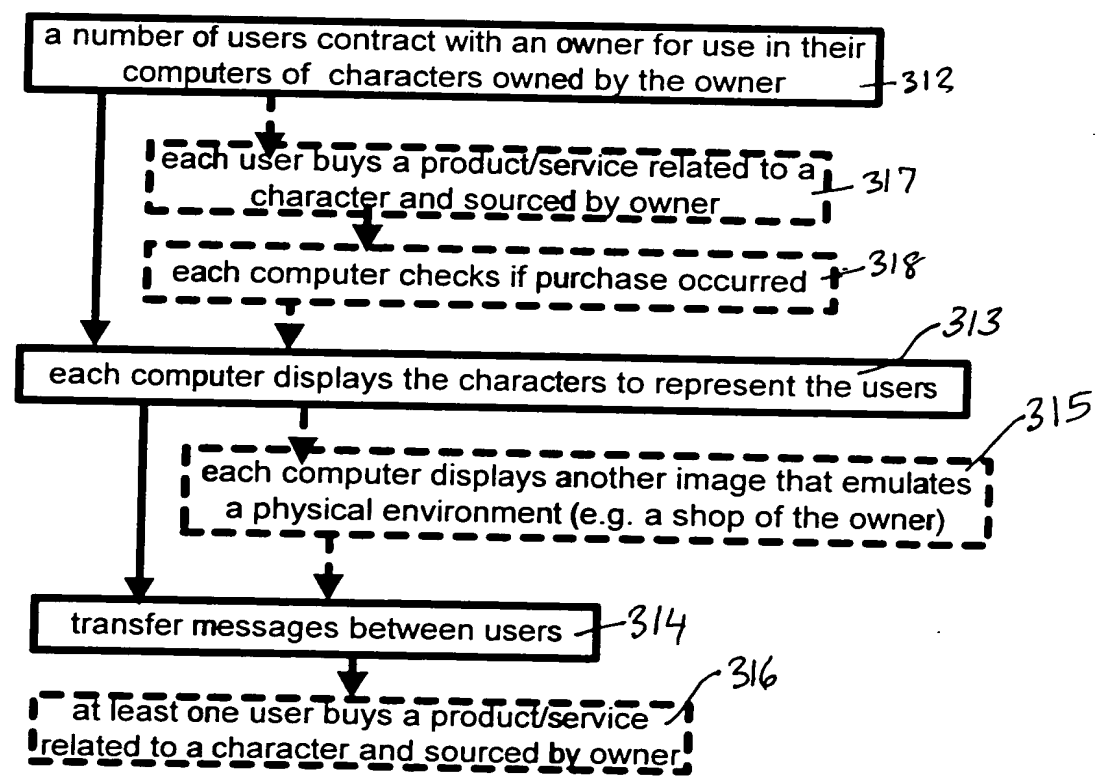 a number of users contract with an owner for use in their
computers of characters owned by the owner
312
each user buys a product/service related to a
character and sourced by owner
317
each computer checks if purchase occurred
318
313
each computer displays the characters to represent the users
315
each computer displays another image that emulates
a physical environment (e.g. a shop of the owner)
transfer messages between users
314
316
at least one user buys a product/service
related to a character and sourced by owner